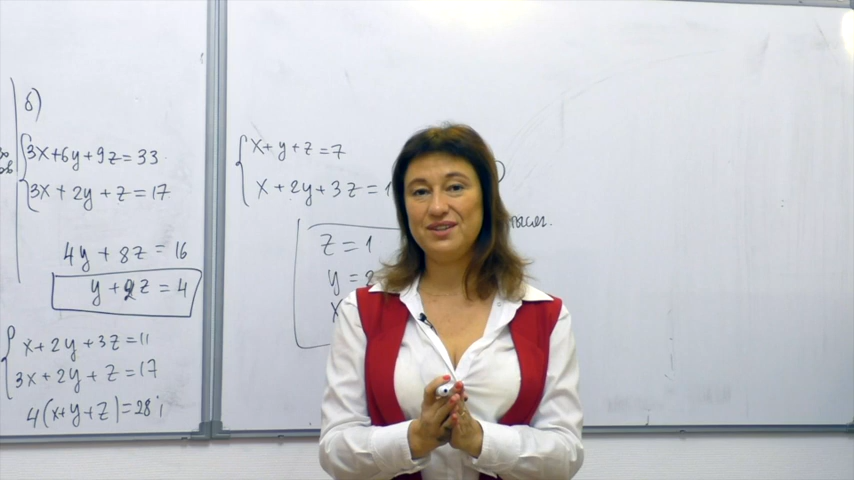 б)
3x+6y+9z=33
3x+2y+z=17
4y+8z=16
y+2z=4
x+2y+3z=11
3x+2y+z=17
4(x+y+z)=28;
x+y+z=7
x+2y+3z=1
z=1
y=2
x